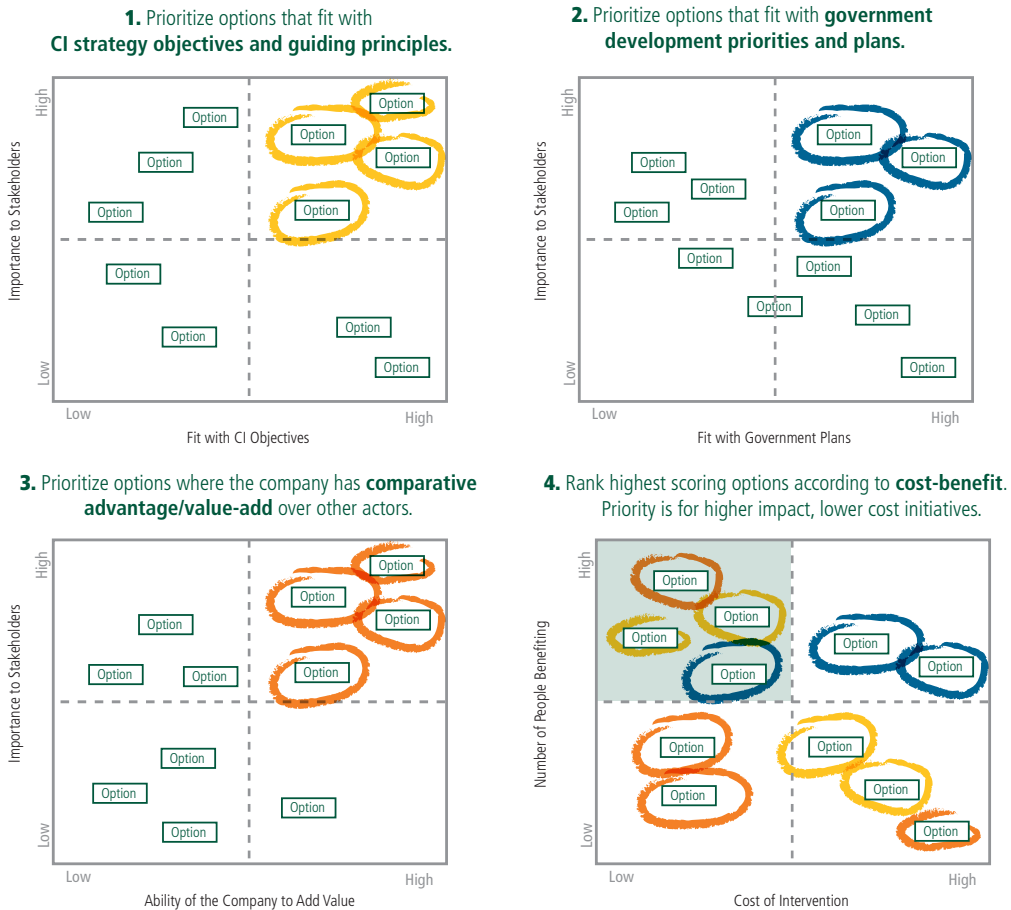 1. Prioritize options that fit with
CI strategy objectives and guiding principles.
High
Importance to Stakeholders
Low
Option
Option
Option
Option
Option
Option
Option
Option
Option
Option
Option
Low
High
Fit with CI Objectives
2. Prioritize options that fit with government
development priorities and plans.
High
Importance to Stakeholders
Low
Option
Option
Option
Option
Option
Option
Option
Option
Option
Option
Option
Low
High
Fit with Government Plans
3. Prioritize options where the company has comparative
advantage/value-add over other actors.
High
Importance to Stakeholders
Low
Option
Option
Option
Option
Option
Option
Option
Option
Option
Option
Option
Low
High
Ability of the Company to Add Value
4. Rank highest scoring options according to cost-benefit.
Priority is for higher impact, lower cost initiatives.
High
Number of People Benefiting
Low
Option
Option
Option
Option
Option
Option
Option
Option
Option
Option
Option
Low
High
Cost of Intervention